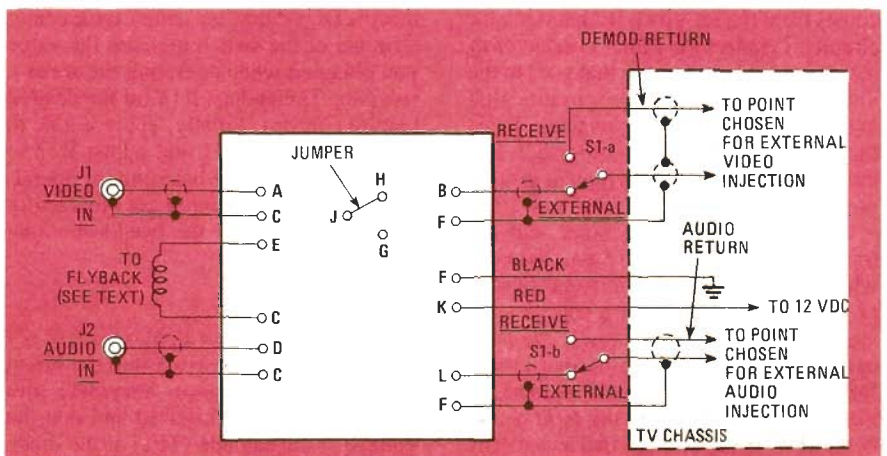 DEMOD-RETURN
TO POINT
CHOSEN
FOR EXTERNAL
VIDEO
INJECTION
RECEIVE
S1-a
JUMPER
J1
VIDEO
IN
A
C
H
J
G
B
F
EXTERNAL
E
TO
FLYBACK
(SEE TEXT)
AUDIO
RETURN
F
BLACK
K
RED
TO 12 VDC
C
J2
AUDIO
IN
D
C
RECEIVE
S1-b
L
F
EXTERNAL
TO POINT
CHOSEN
FOR EXTERNAL
AUDIO
INJECTION
TV CHASSIS